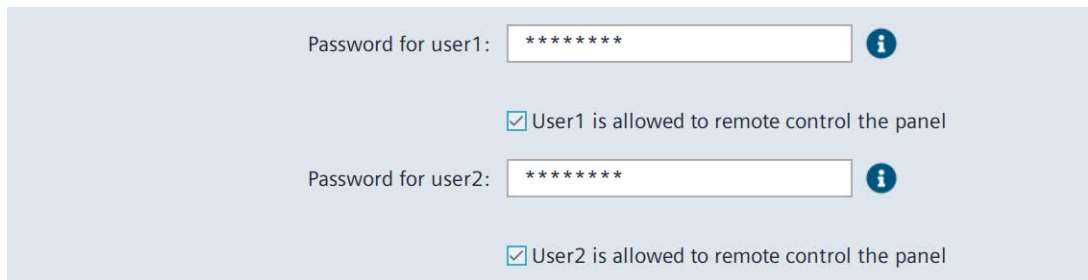 Password for user1: ********
User1 is allowed to remote control the panel
Password for user2: ********
User2 is allowed to remote control the panel